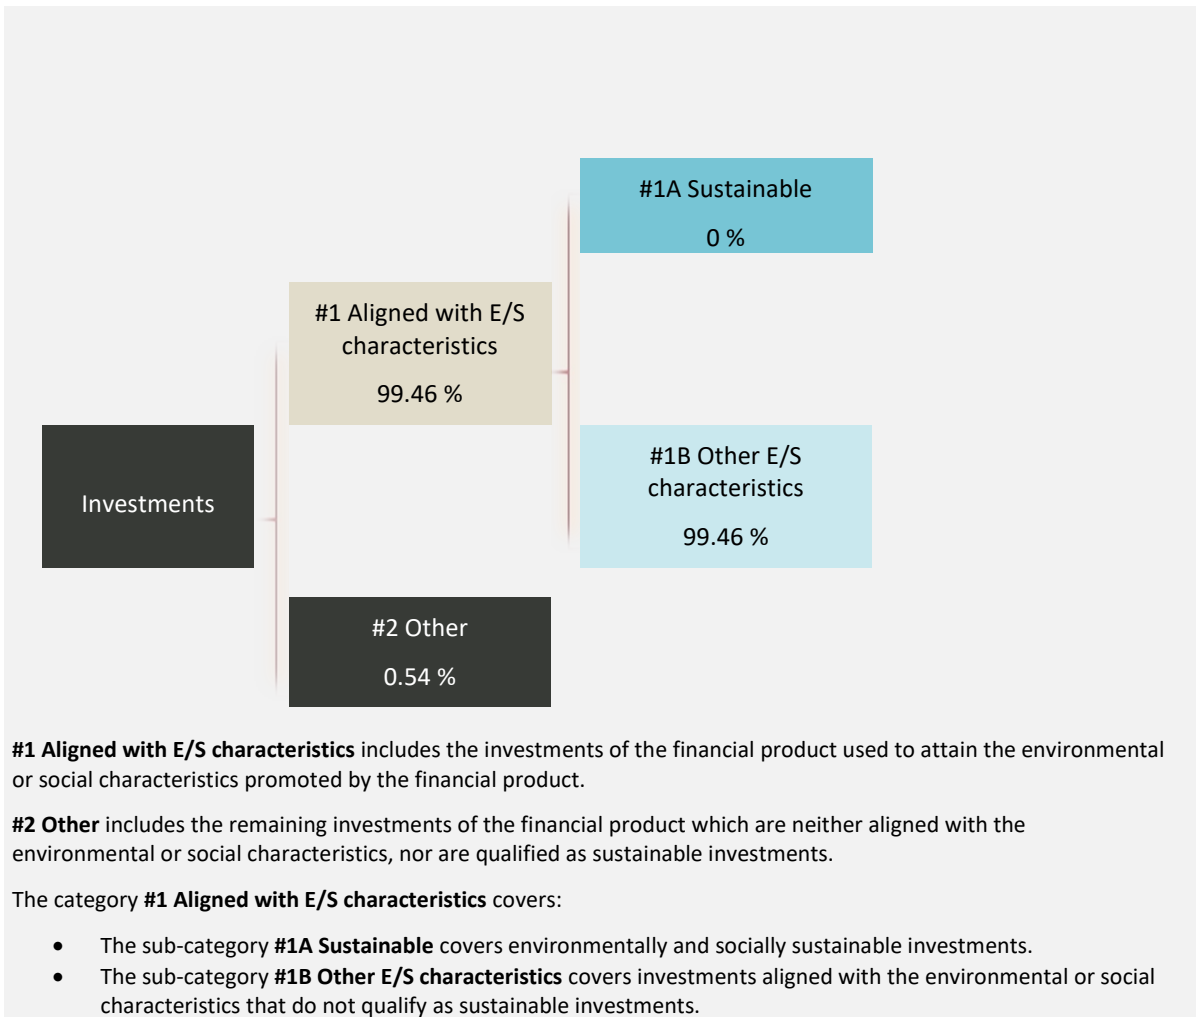 #1A Sustainable
0 %
#1 Aligned with E/S
characteristics
99.46 %
Investments
#1B Other E/S
characteristics
99.46 %
#2 Other
0.54 %
#1 Aligned with E/S characteristics includes the investments of the financial product used to attain the environmental
or social characteristics promoted by the financial product.
#2 Other includes the remaining investments of the financial product which are neither aligned with the
environmental or social characteristics, nor are qualified as sustainable investments.
The category #1 Aligned with E/S characteristics covers:
• The sub-category #1A Sustainable covers environmentally and socially sustainable investments.
• The sub-category #1B Other E/S characteristics covers investments aligned with the environmental or social
characteristics that do not qualify as sustainable investments.